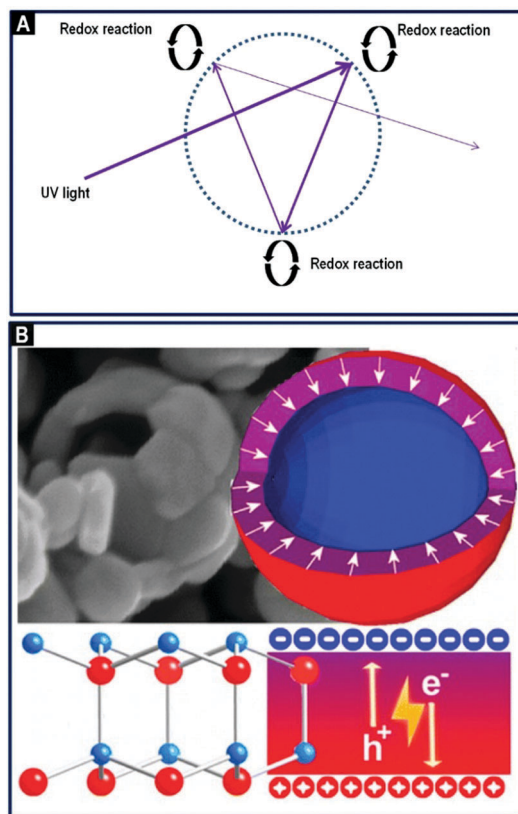 A
Redox reaction
Redox reaction
UV light
Redox reaction
B
- - - - - - - - - -
h+
e-
+ + + + + + + + + +